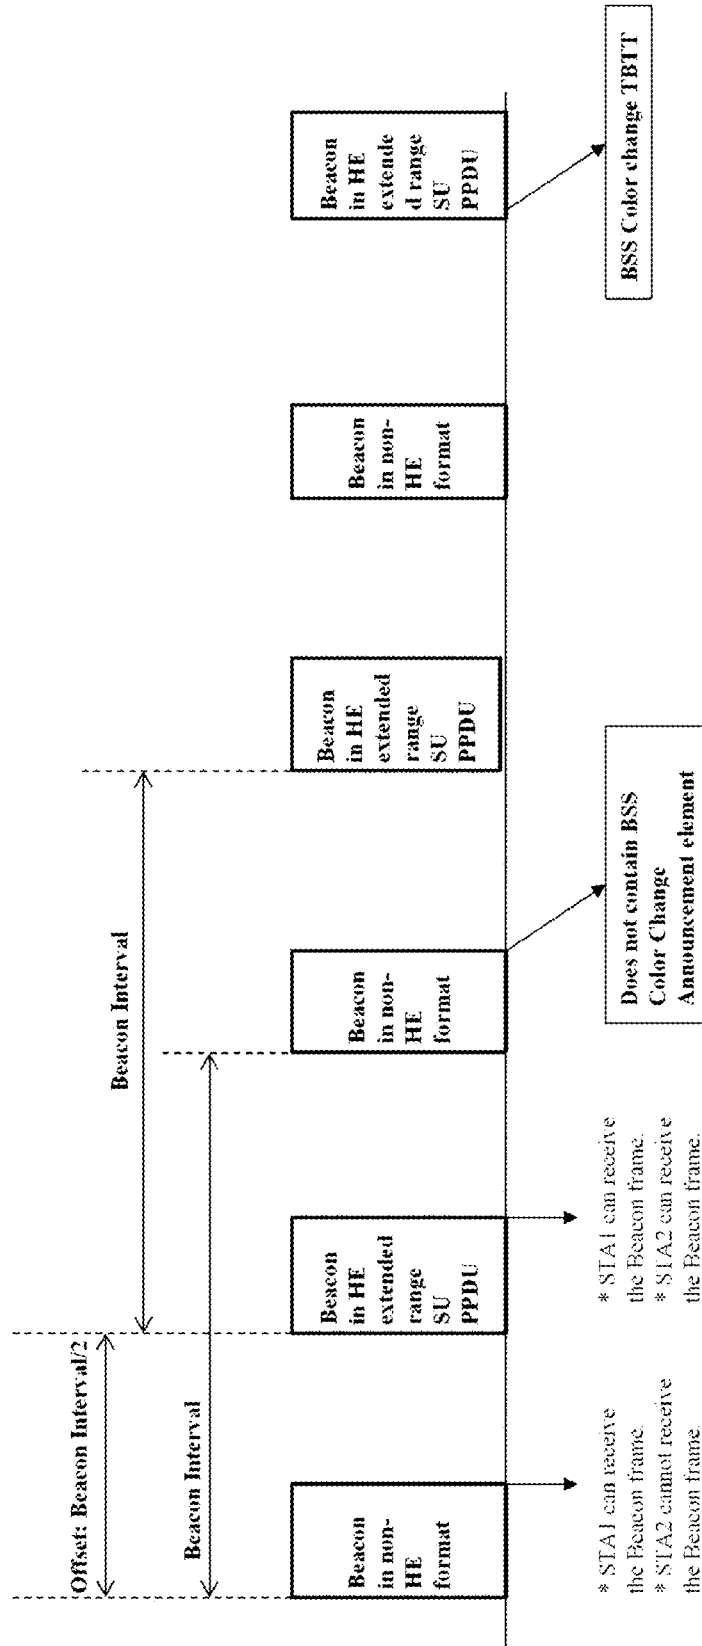 Offset: Beacon Interval/2
Beacon Interval
Beacon Interval
Beacon
in non-
HE
format
Beacon
in HE
extended
range
SU
PPDU
Beacon
in non-
HE
format
Beacon
in HE
extended
range
SU
PPDU
Beacon
in non-
HE
format
Beacon
in HE
extende
d range
SU
PPDU
* STA1 can receive
the Beacon frame.
* STA2 cannot receive
the Beacon frame.
* STA1 can receive
the Beacon frame.
* STA2 can receive
the Beacon frame.
Does not contain BSS
Color Change
Announcement element
BSS Color change TBTT